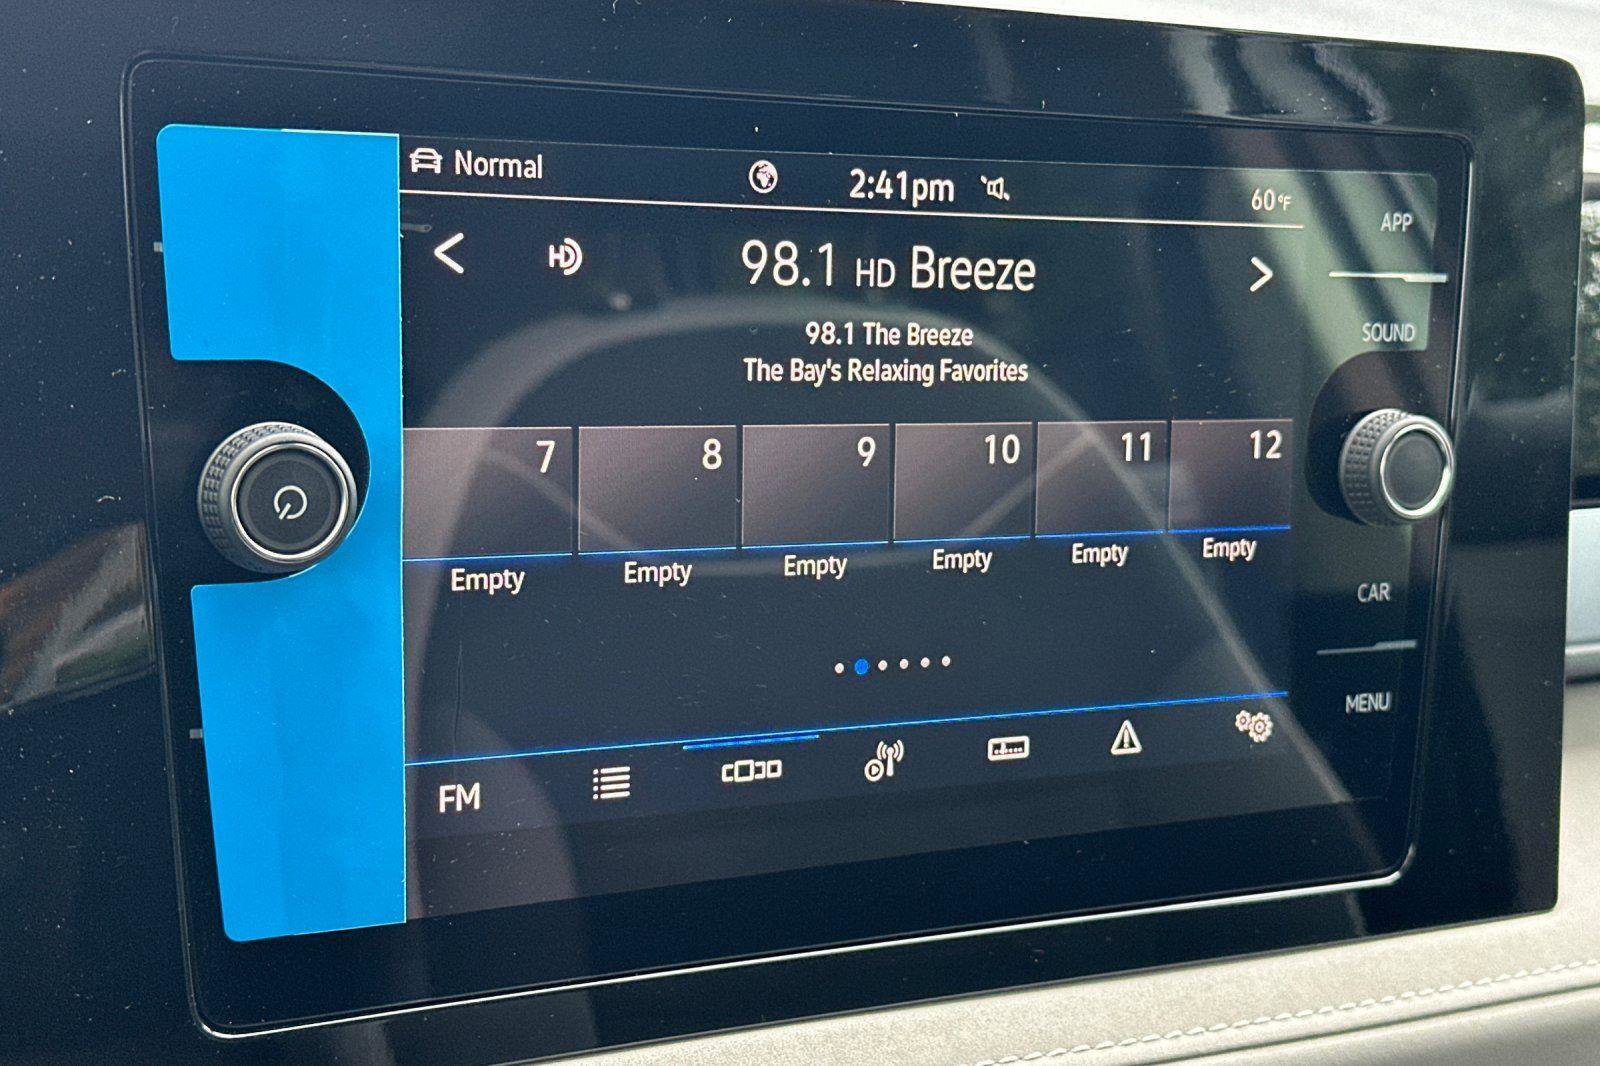 Normal
2:41pm
60°F
APP
98.1 HD Breeze
SOUND
98.1 The Breeze
The Bay's Relaxing Favorites
7 8 9 10 11 12
Empty Empty Empty Empty Empty Empty
CAR
MENU
FM